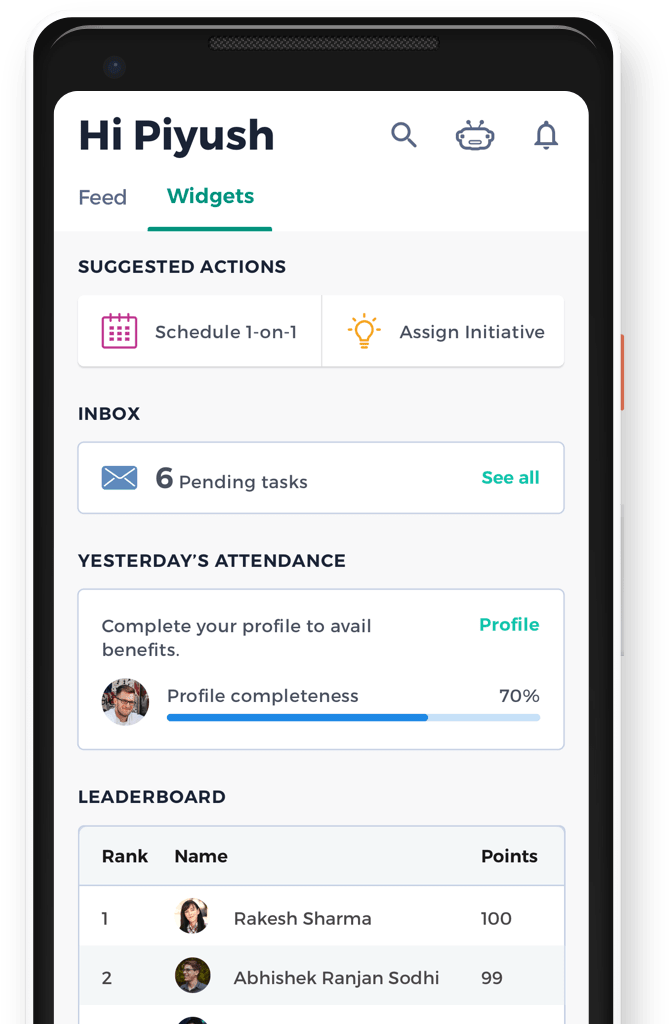 Hi Piyush
Feed Widgets
SUGGESTED ACTIONS
Schedule 1-on-1 Assign Initiative
INBOX
6 Pending tasks See all
YESTERDAY’S ATTENDANCE
Complete your profile to avail Profile
benefits.
Profile completeness 70%
LEADERBOARD
Rank Name Points
1 Rakesh Sharma 100
2 Abhishek Ranjan Sodhi 99